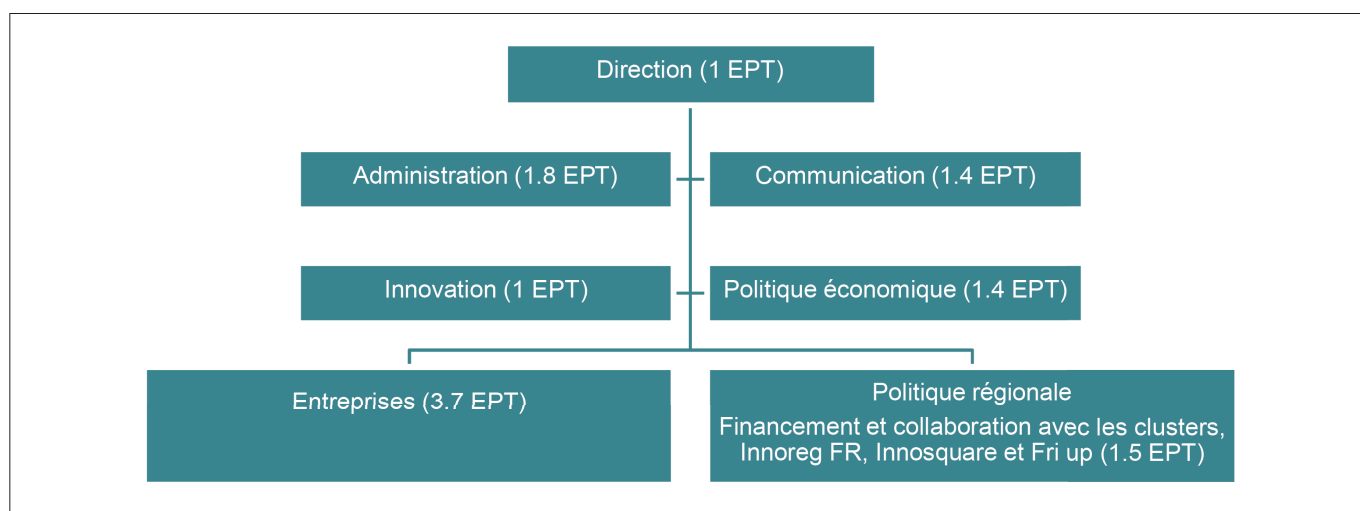 Direction (1 EPT)
Administration (1.8 EPT)
Communication (1.4 EPT)
Innovation (1 EPT)
Politique économique (1.4 EPT)
Entreprises (3.7 EPT)
Politique régionale
Financement et collaboration avec les clusters,
Innoreg FR, Innosquare et Fri up (1.5 EPT)